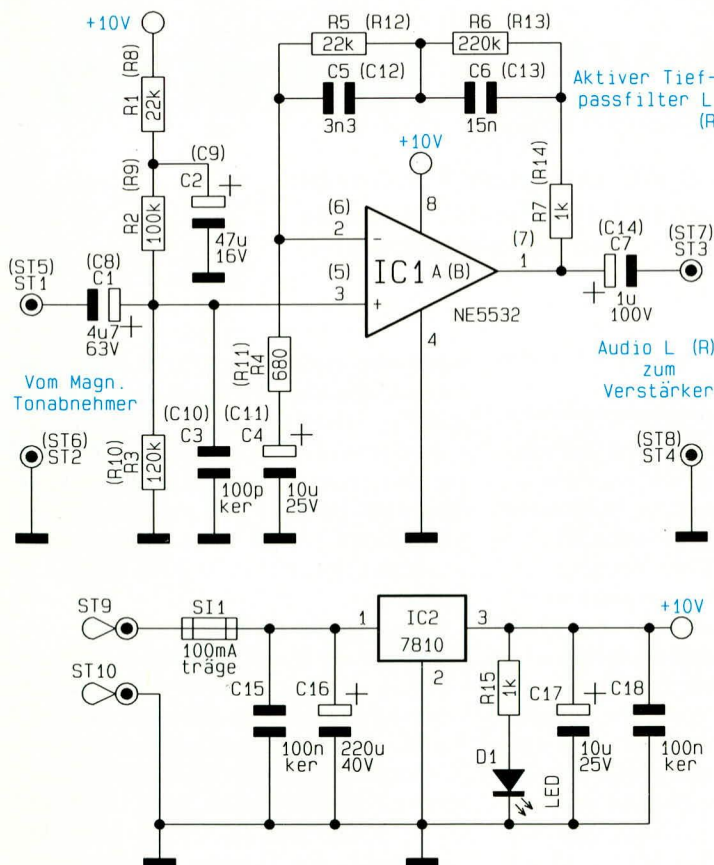 +10V
R1 (R8)
22k
R2 (R9)
100k
(C9)
C2
+
47u
16V
(ST5)
ST1
(C8)
C1
4u7
63V
+
Vom Magn.
Tonabnehmer
(ST6)
ST2
(R10)
R3
120k
(C10)
C3
100p
ker
(R11)
R4
680
(C11)
C4
+
10u
25V
R5 (R12)
22k
C5 (C12)
3n3
R6 (R13)
220k
C6 (C13)
15n
Aktiver Tief-
passfilter L
(R
+10V
8
(6)
2
-
(5)
3
+
IC1 A (B)
NE5532
4
(7)
1
R7 (R14)
1k
(C14)
C7
+
1u
100V
(ST7)
ST3
Audio L (R)
zum
Verstärker
(ST8)
ST4
ST9
SI1
100mA
träge
ST10
C15
100n
ker
C16
+
220u
40V
1
IC2
7810
3
2
R15
1k
D1
LED
C17
+
10u
25V
C18
100n
ker
+10V